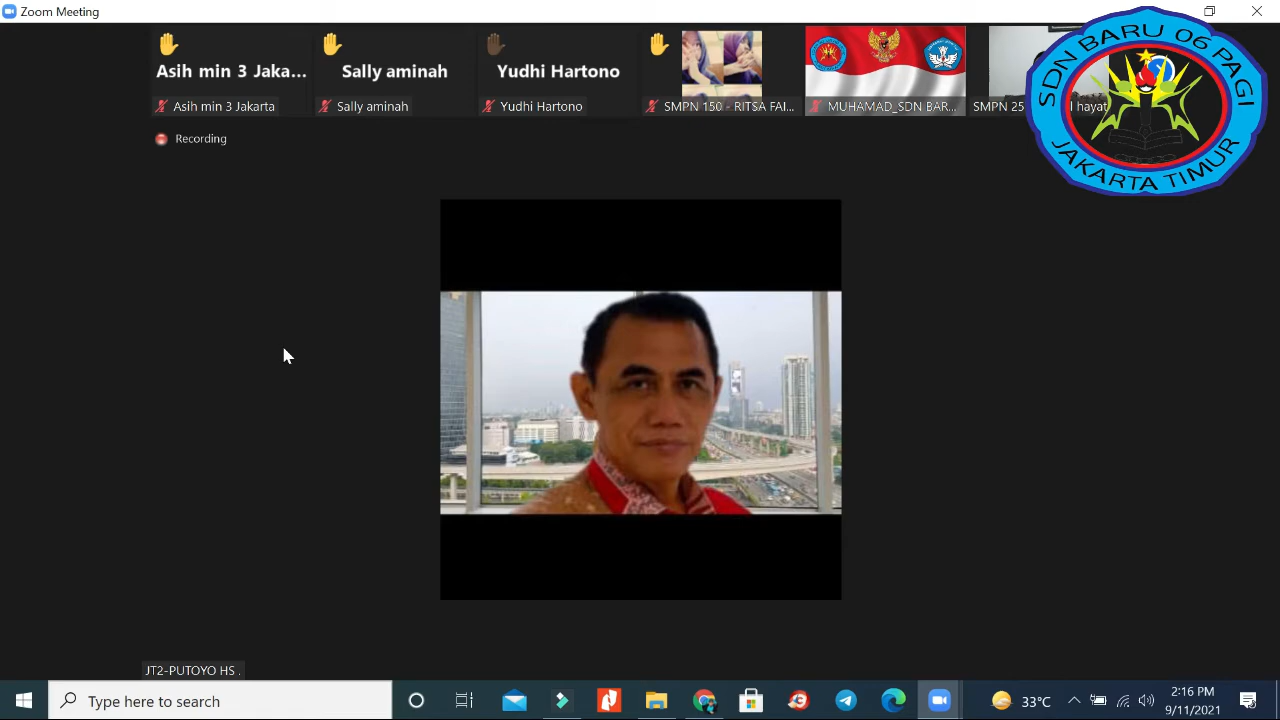 Zoom Meeting
Asih min 3 Jaka...
Sally aminah
Yudhi Hartono
Asih min 3 Jakarta
Sally aminah
Yudhi Hartono
SMPN 150 - RITSA FAI...
MUHAMAD_SDN BAR...
SMPN 25
l hayat
SDN BARU 06 PAGI
JAKARTA TIMUR
Recording
JT2-PUTOYO HS .
Type here to search
33°C
2:16 PM
9/11/2021